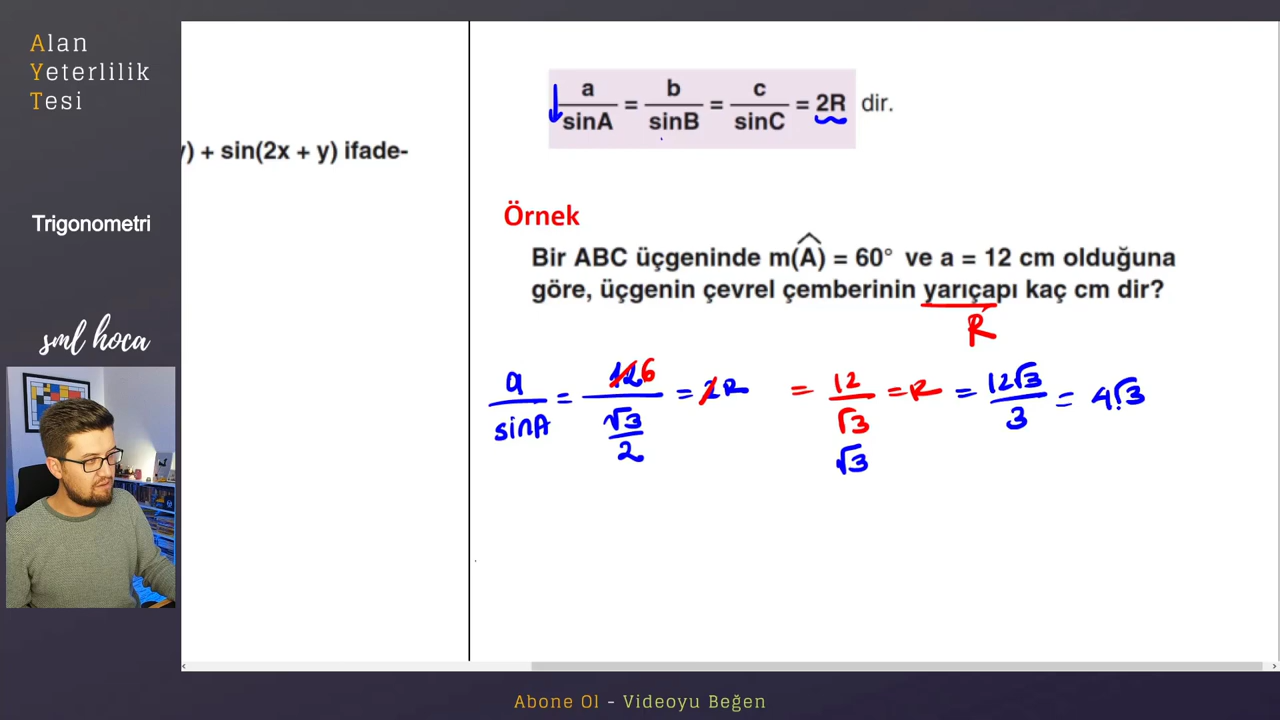 Alan
Yeterlilik
Tesi
Trigonometri
sml hoca
y) + sin(2x + y) ifade-
a/sinA = b/sinB = c/sinC = 2R dir.
Örnek
Bir ABC üçgeninde m(Â) = 60° ve a = 12 cm olduğuna
göre, üçgenin çevrel çemberinin yarıçapı kaç cm dir?
R
a/sinA = 12 6/(√3/2) = 2R = 12/√3 = R = 12√3/3 = 4√3
√3
Abone Ol - Videoyu Beğen